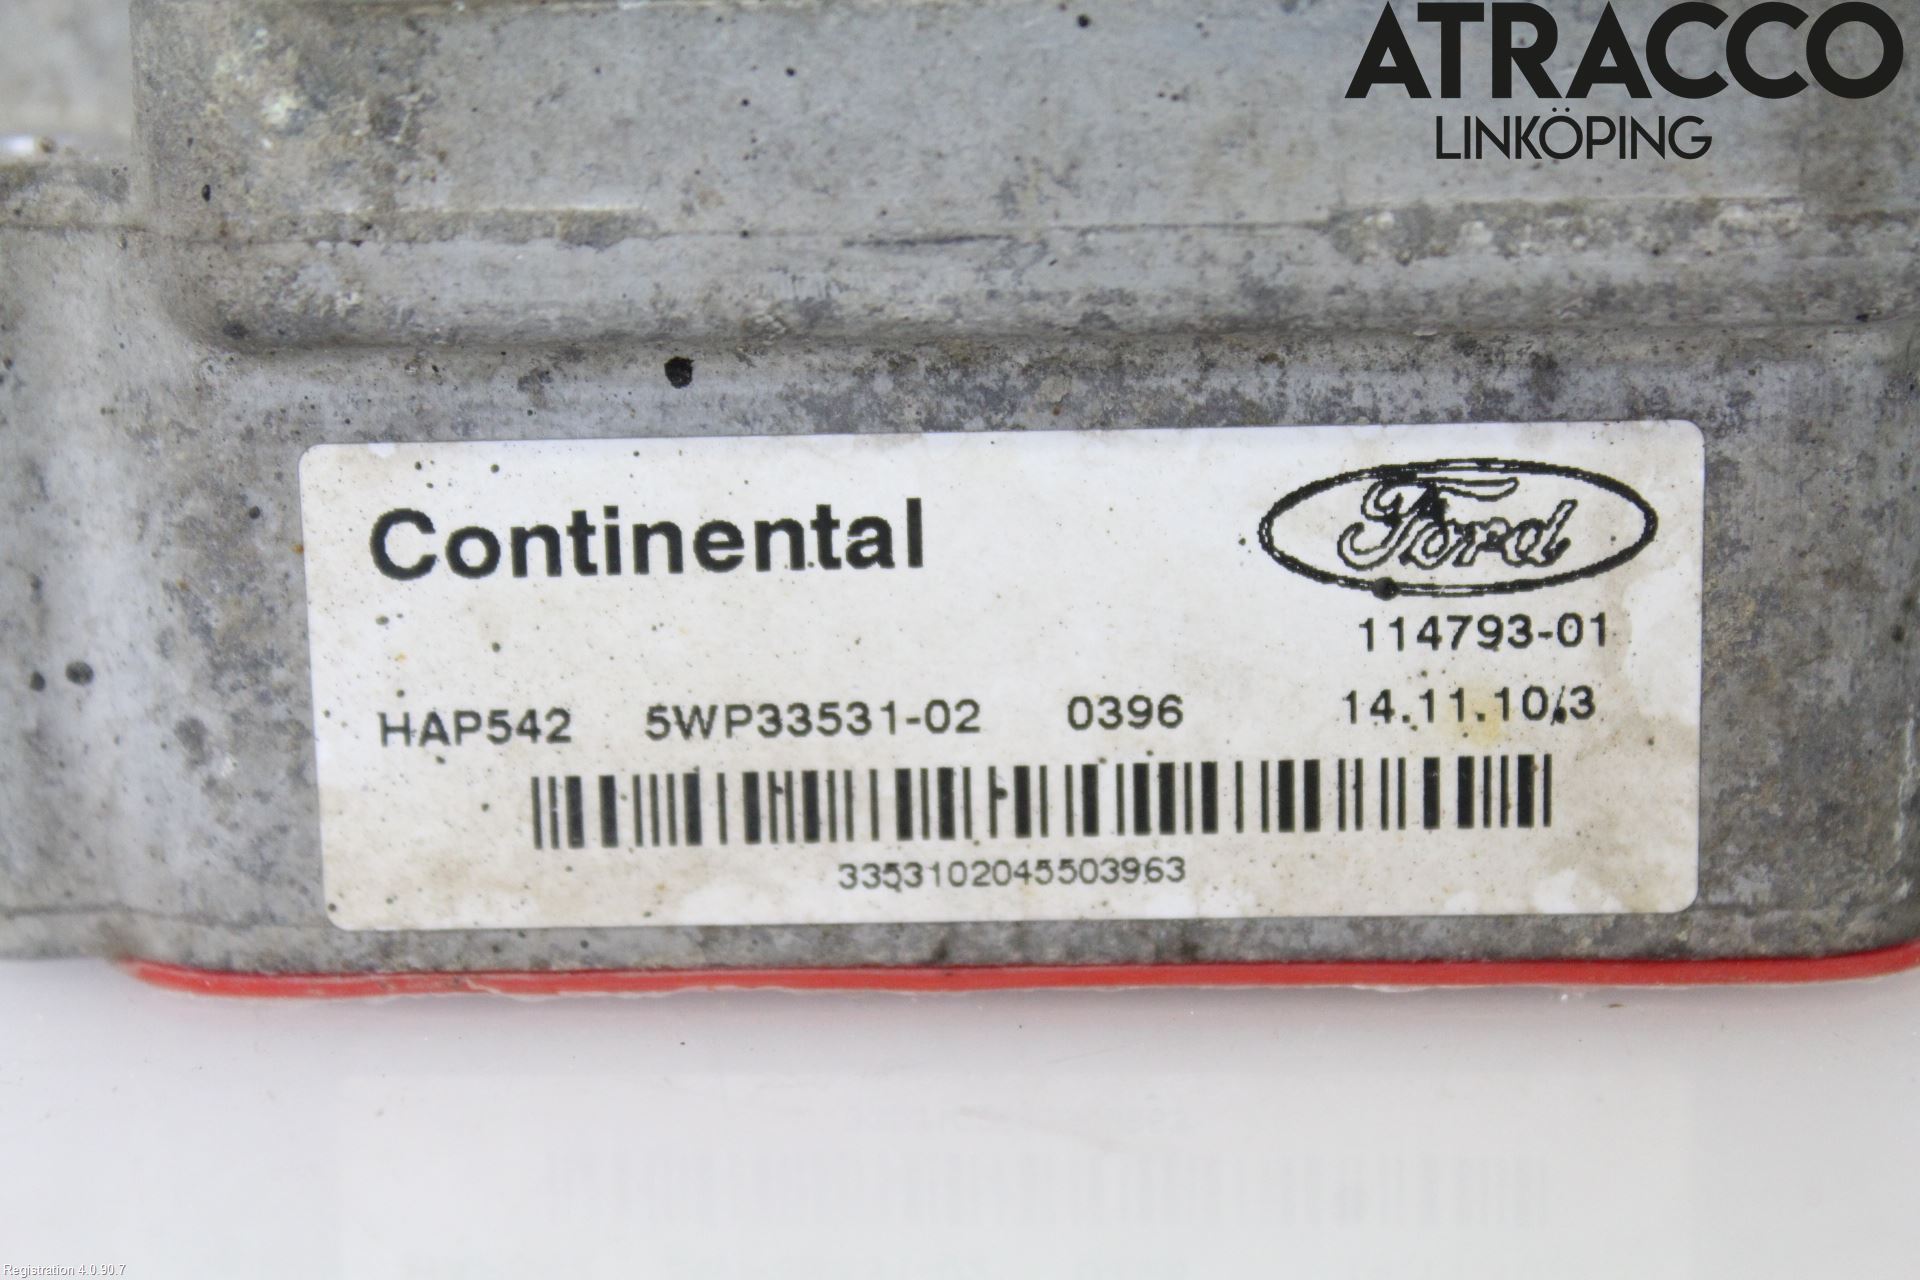 ATRACCO
LINKÖPING
Continental
Ford
114793-01
HAP542 5WP33531-02 0396 14.11.10/3
3353102045503963
Registration 4.0.90.7